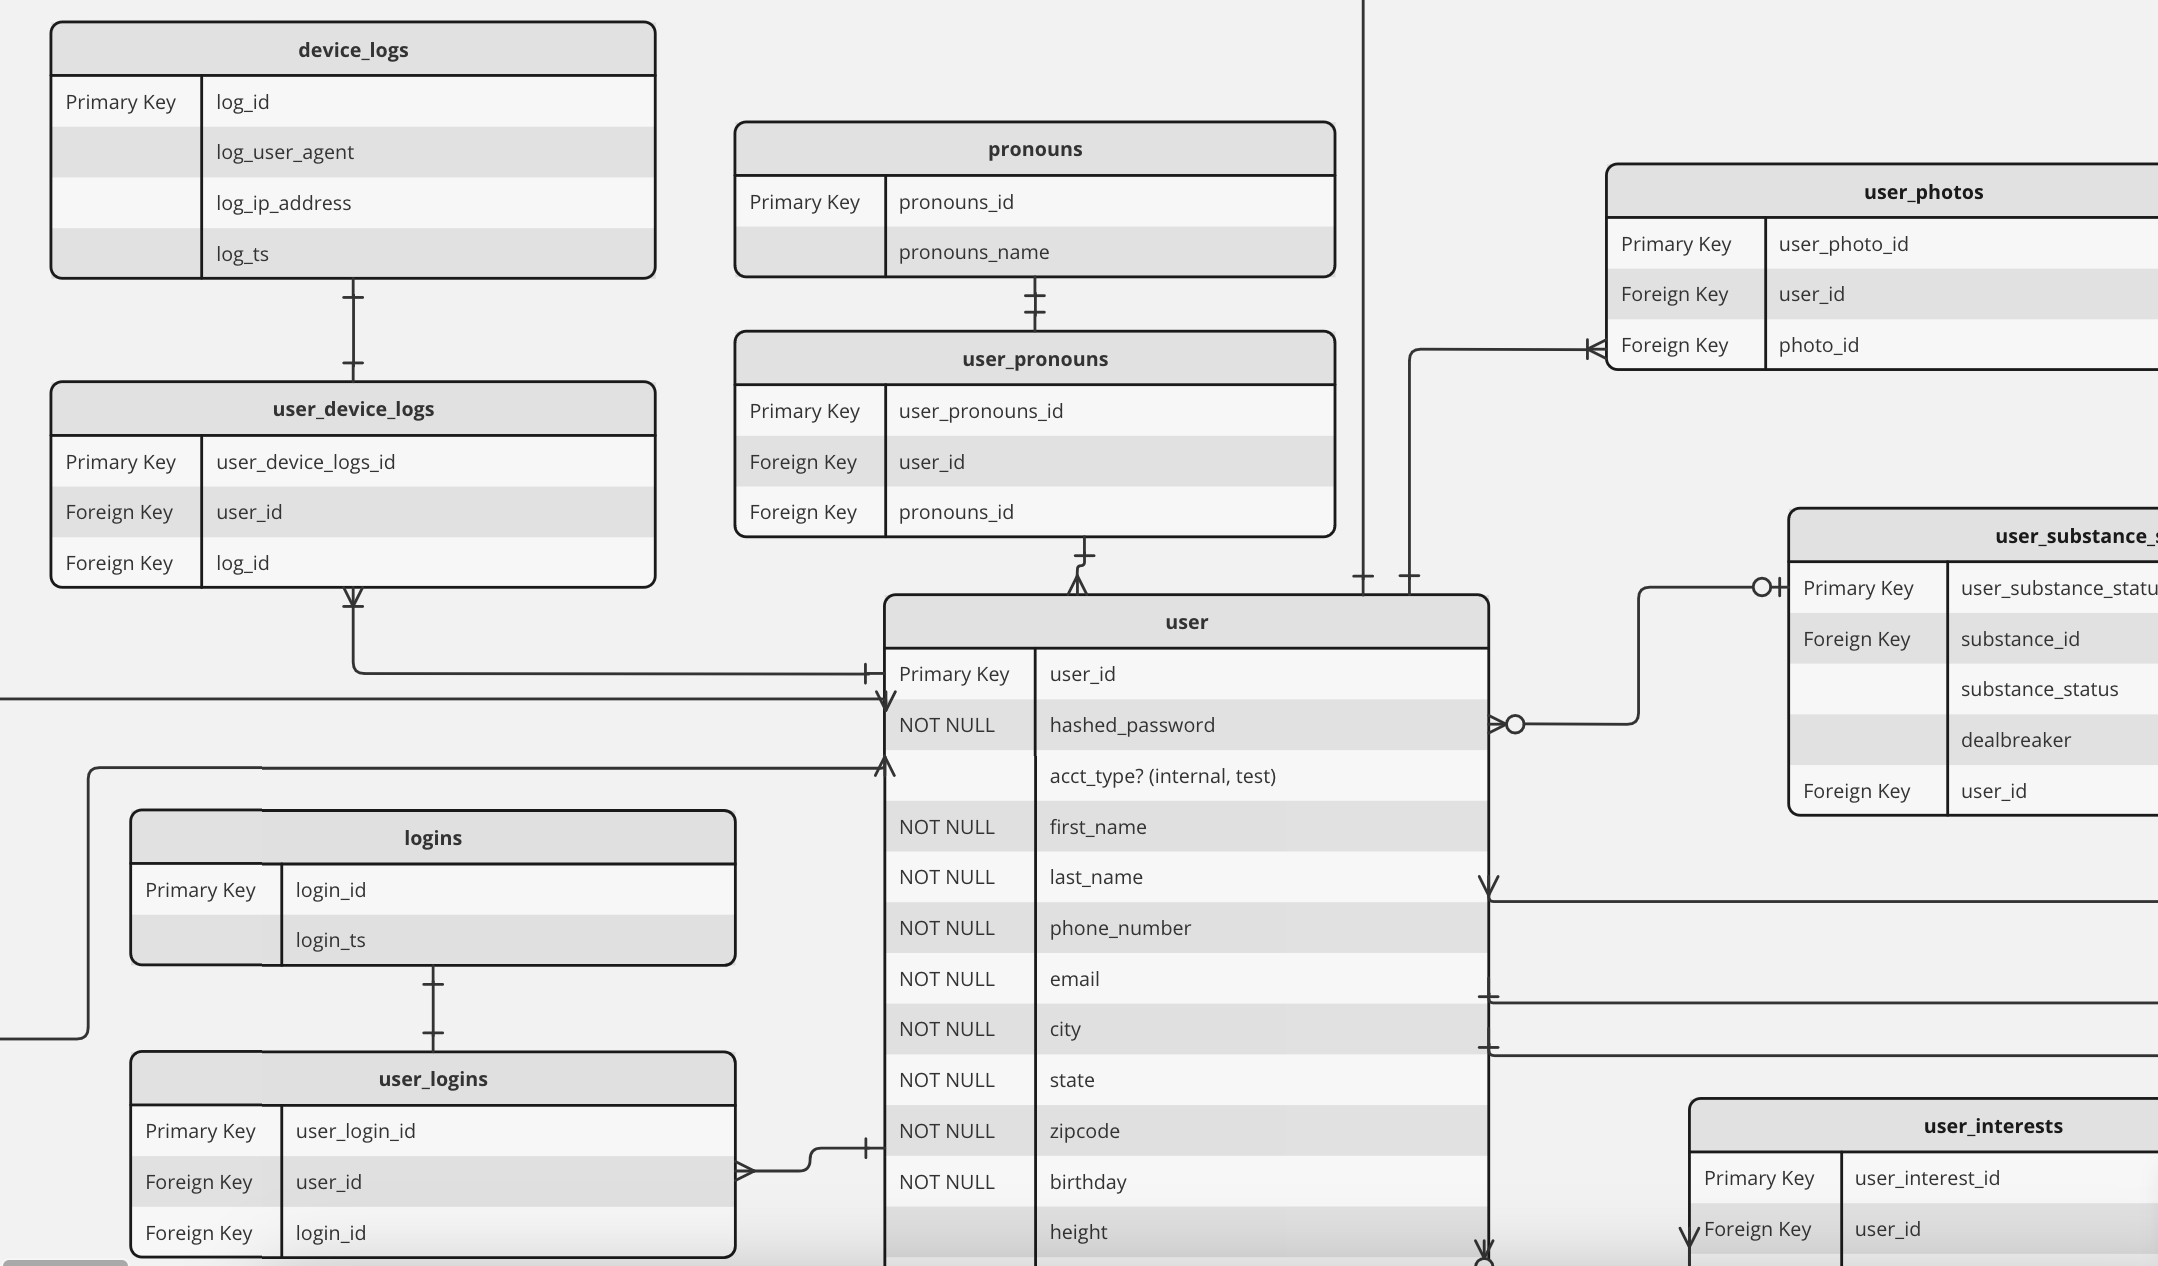 device_logs
Primary Key log_id
log_user_agent
log_ip_address
log_ts
user_device_logs
Primary Key user_device_logs_id
Foreign Key user_id
Foreign Key log_id
pronouns
Primary Key pronouns_id
pronouns_name
user_pronouns
Primary Key user_pronouns_id
Foreign Key user_id
Foreign Key pronouns_id
user_photos
Primary Key user_photo_id
Foreign Key user_id
Foreign Key photo_id
user_substance_s
Primary Key user_substance_statu
Foreign Key substance_id
substance_status
dealbreaker
Foreign Key user_id
user
Primary Key user_id
NOT NULL hashed_password
acct_type? (internal, test)
NOT NULL first_name
NOT NULL last_name
NOT NULL phone_number
NOT NULL email
NOT NULL city
NOT NULL state
NOT NULL zipcode
NOT NULL birthday
height
logins
Primary Key login_id
login_ts
user_logins
Primary Key user_login_id
Foreign Key user_id
Foreign Key login_id
user_interests
Primary Key user_interest_id
Foreign Key user_id